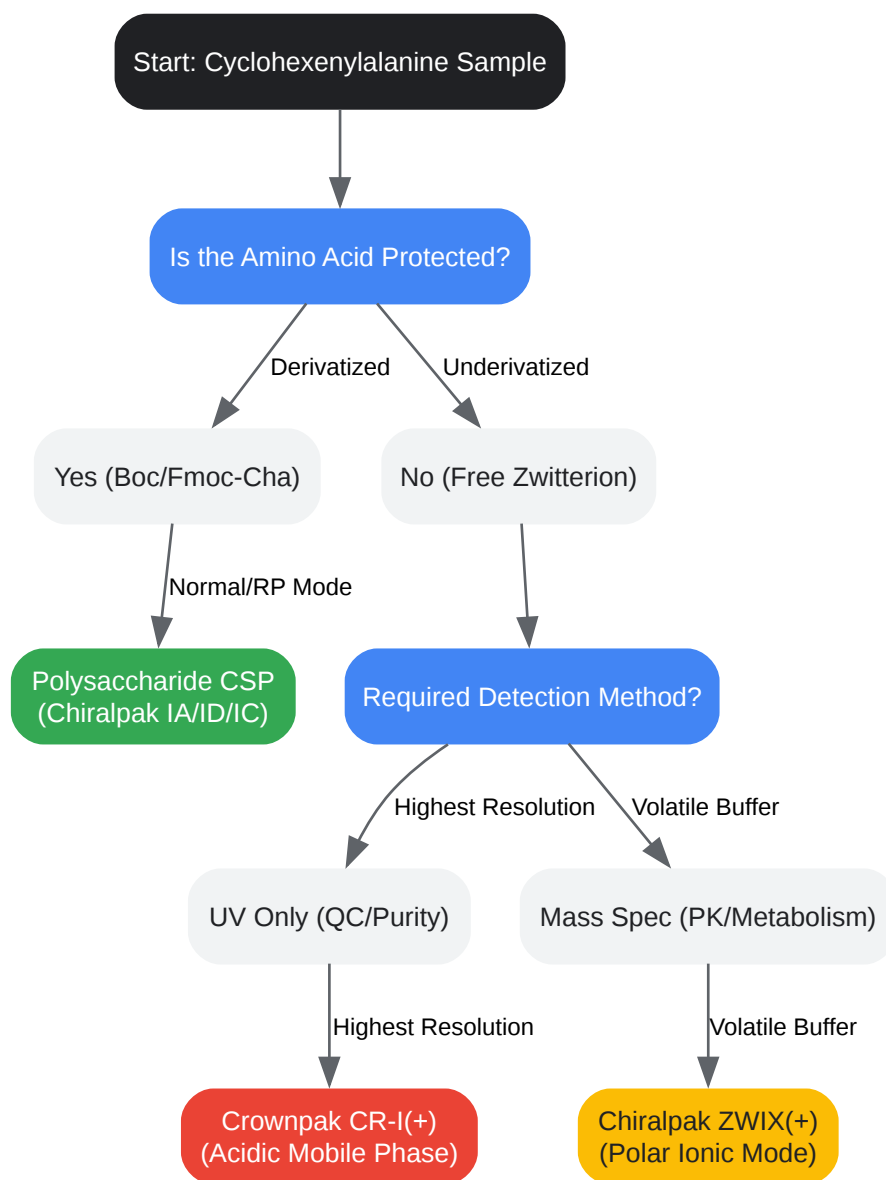 Start: Cyclohexenylalanine Sample
Is the Amino Acid Protected?
Derivatized
Underivatized
Yes (Boc/Fmoc-Cha)
No (Free Zwitterion)
Normal/RP Mode
Polysaccharide CSP
(Chiralpak IA/ID/IC)
Required Detection Method?
Highest Resolution
Volatile Buffer
UV Only (QC/Purity)
Mass Spec (PK/Metabolism)
Highest Resolution
Volatile Buffer
Crownpak CR-I(+)
(Acidic Mobile Phase)
Chiralpak ZWIX(+)
(Polar Ionic Mode)